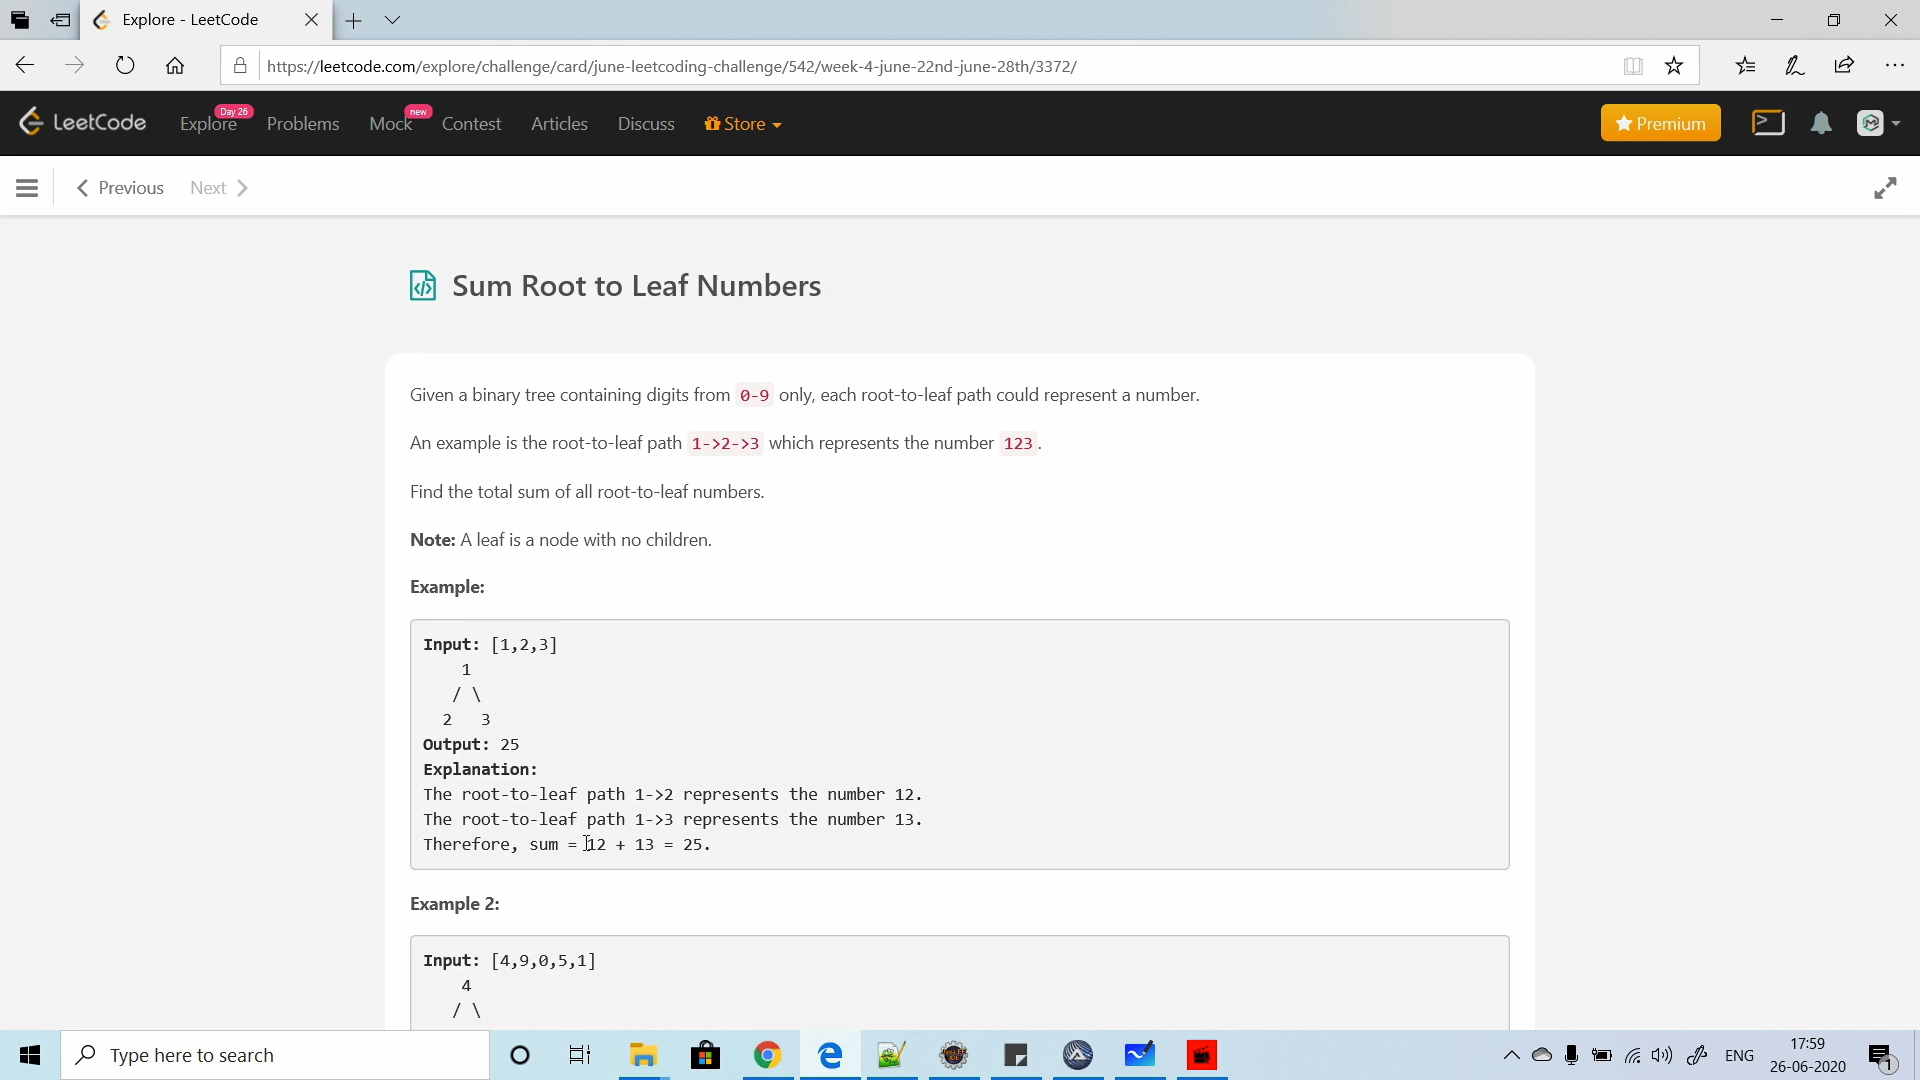 Explore - LeetCode
https://leetcode.com/explore/challenge/card/june-leetcoding-challenge/542/week-4-june-22nd-june-28th/3372/
LeetCode Explore Day 26 Problems Mock new Contest Articles Discuss Store Premium
Previous Next
Sum Root to Leaf Numbers
Given a binary tree containing digits from 0-9 only, each root-to-leaf path could represent a number.
An example is the root-to-leaf path 1->2->3 which represents the number 123.
Find the total sum of all root-to-leaf numbers.
Note: A leaf is a node with no children.
Example:
Input: [1,2,3]
1
/ \
2 3
Output: 25
Explanation:
The root-to-leaf path 1->2 represents the number 12.
The root-to-leaf path 1->3 represents the number 13.
Therefore, sum = 12 + 13 = 25.
Example 2:
Input: [4,9,0,5,1]
4
/ \
Type here to search
ENG
17:59
26-06-2020
1